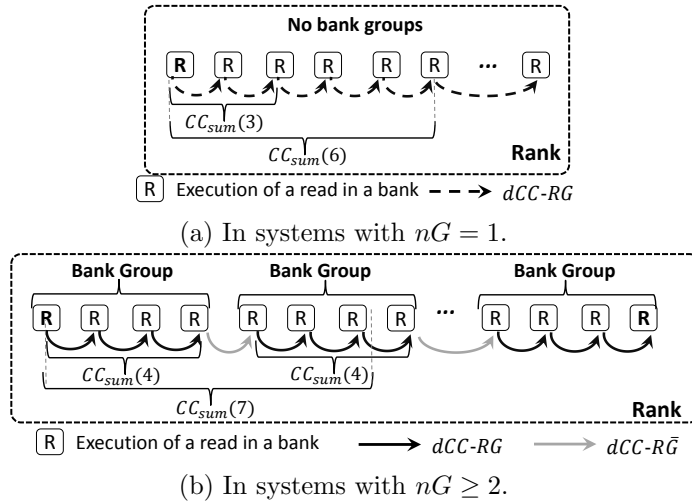 No bank groups
R R R R R R ... R
CC_sum(3)
CC_sum(6)
Rank
R Execution of a read in a bank dCC-RG
(a) In systems with nG = 1.
Bank Group Bank Group Bank Group
R R R R R R R R ... R R R R
CC_sum(4) CC_sum(4)
CC_sum(7)
Rank
R Execution of a read in a bank dCC-RG dCC-RḠ
(b) In systems with nG ≥ 2.